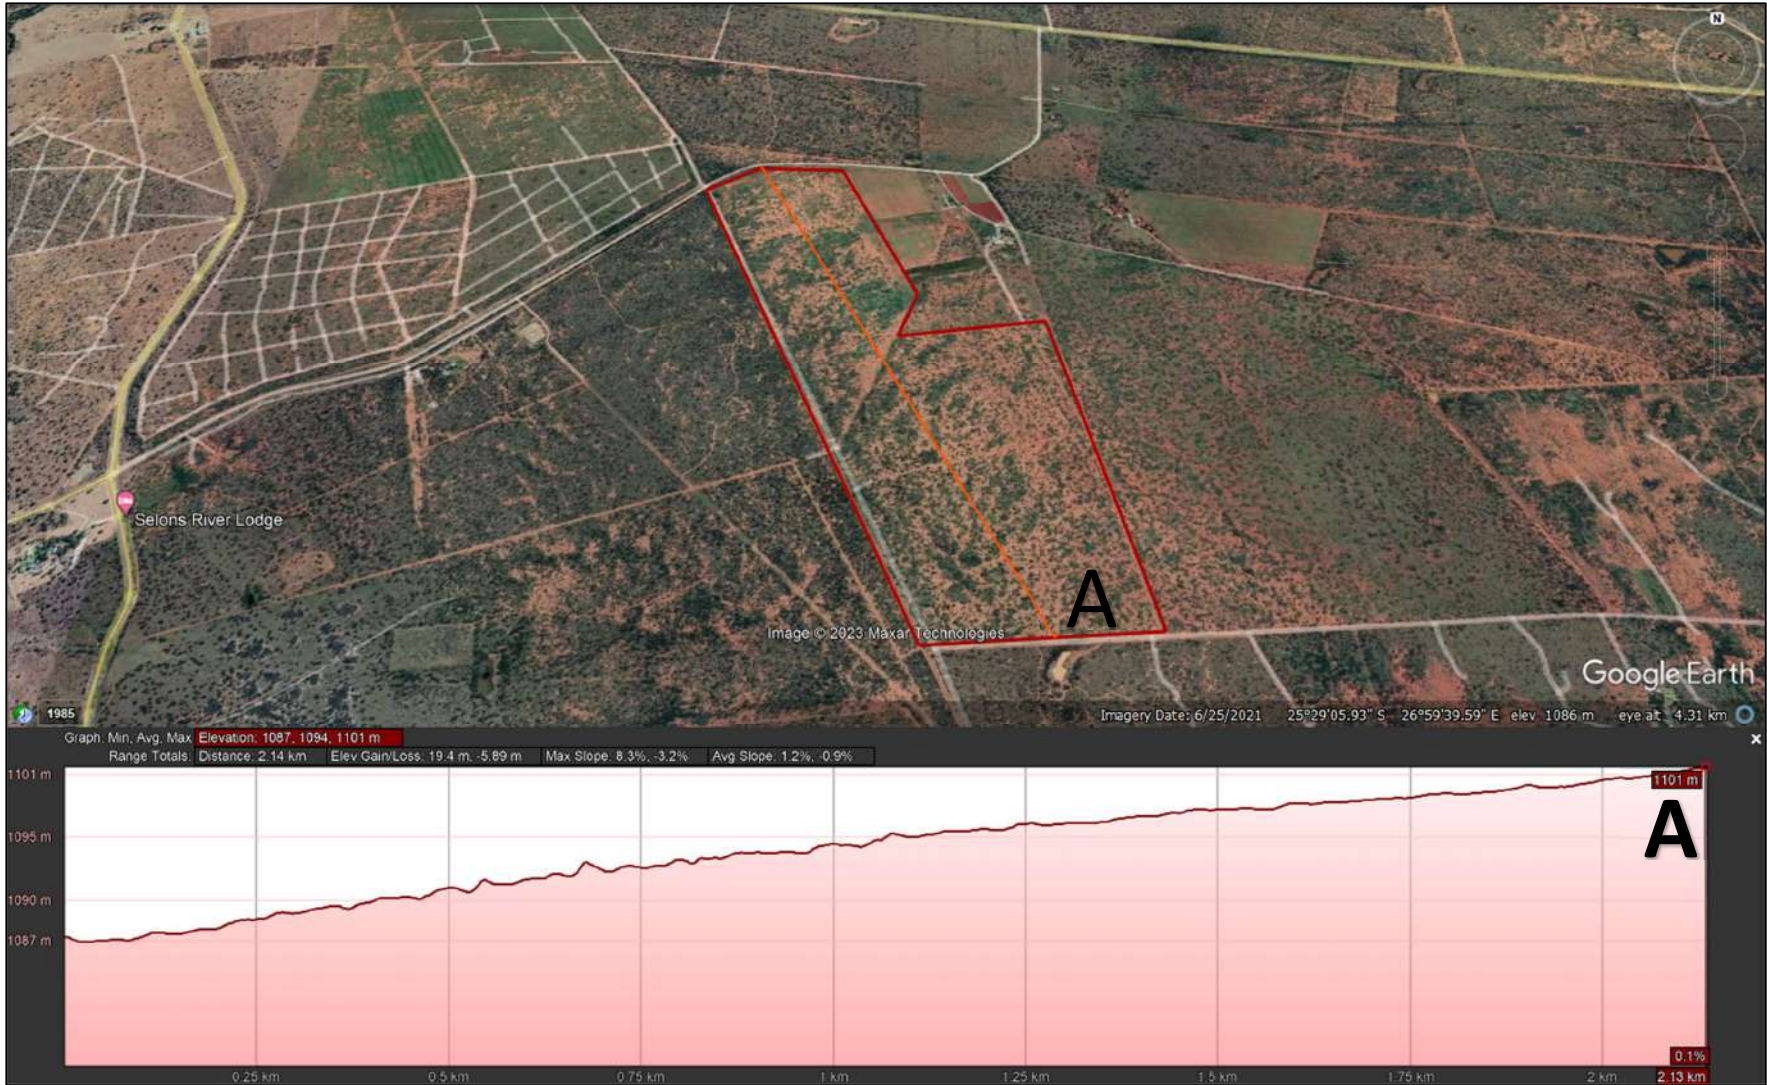 N
Selons River Lodge
A
Image © 2023 Maxar Technologies
Google Earth
1985
Imagery Date: 6/25/2021 25°29'05.93" S 26°59'39.59" E elev 1086 m eye alt 4.31 km
Graph: Min, Avg, Max Elevation: 1087, 1094, 1101 m
Range Totals: Distance: 2.14 km Elev Gain/Loss: 19.4 m, -5.89 m Max Slope: 8.3%, -3.2% Avg Slope: 1.2%, -0.9%
1101 m
1101 m
A
1095 m
1090 m
1087 m
0.1%
0.25 km 0.5 km 0.75 km 1 km 1.25 km 1.5 km 1.75 km 2 km 2.13 km